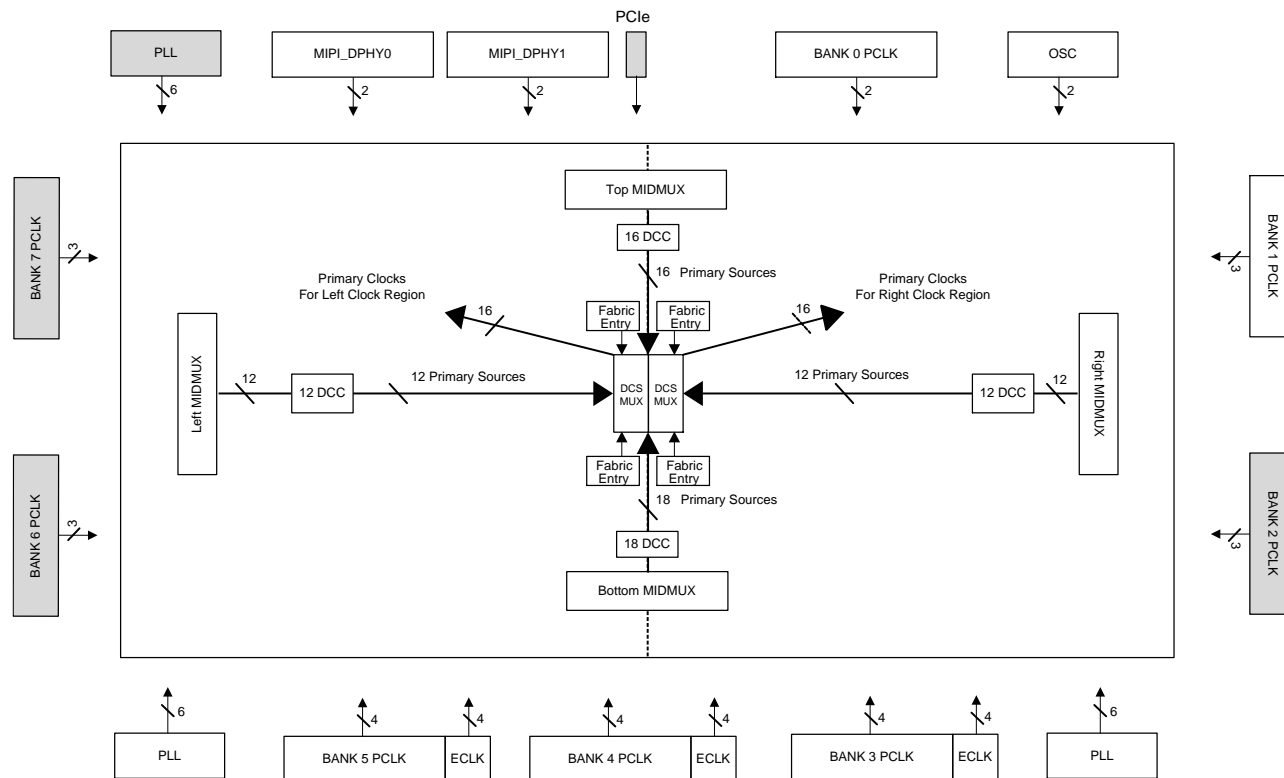 PCIe
PLL
MIPI_DPHY0
MIPI_DPHY1
BANK 0 PCLK
OSC
6
2
2
2
2
Top MIDMUX
BANK 7 PCLK
3
BANK 1 PCLK
3
16 DCC
16 Primary Sources
Primary Clocks
For Left Clock Region
Primary Clocks
For Right Clock Region
16
16
Fabric
Entry
Fabric
Entry
Left MIDMUX
12
12 DCC
12 Primary Sources
DCS
MUX
DCS
MUX
12 Primary Sources
12 DCC
12
Right MIDMUX
Fabric
Entry
Fabric
Entry
18 Primary Sources
BANK 6 PCLK
3
BANK 2 PCLK
3
18 DCC
Bottom MIDMUX
6
4
4
4
4
4
4
6
PLL
BANK 5 PCLK
ECLK
BANK 4 PCLK
ECLK
BANK 3 PCLK
ECLK
PLL